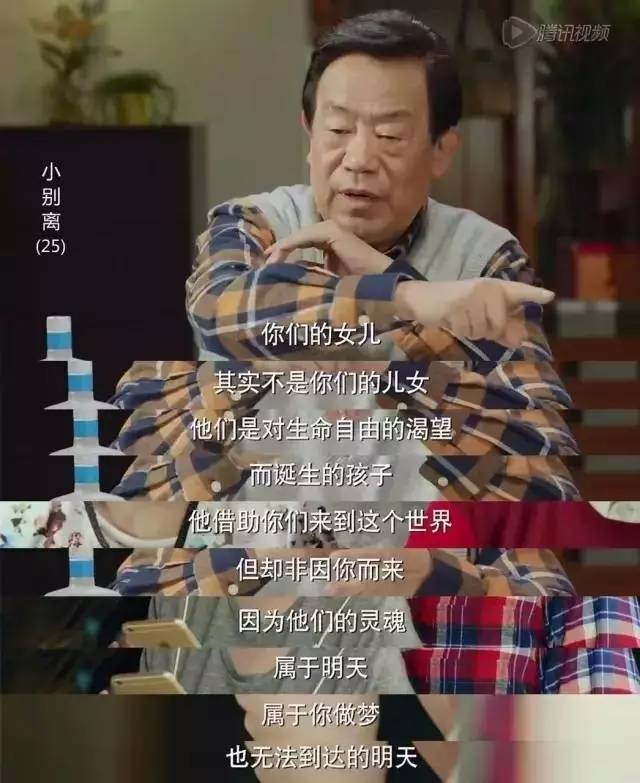 腾讯视频
小别离
(25)
你们的女儿
其实不是你们的儿女
他们是对生命自由的渴望
而诞生的孩子
他借助你们来到这个世界
但却非因你而来
因为他们的灵魂
属于明天
属于你做梦
也无法到达的明天